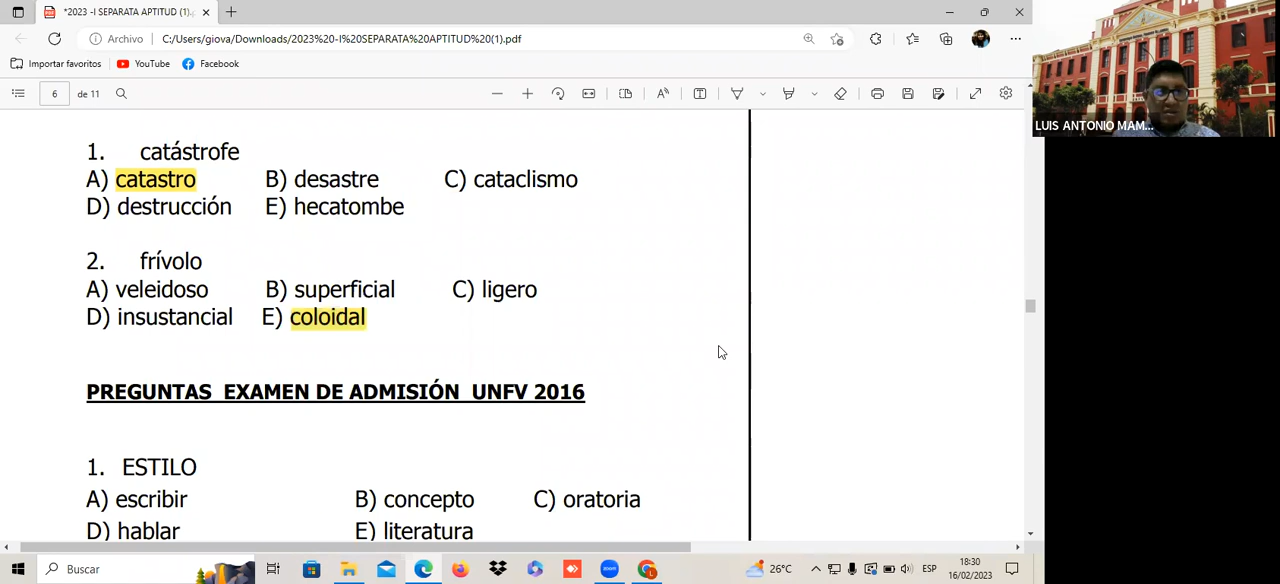 *2023 -I SEPARATA APTITUD (1).
Archivo
C:/Users/giova/Downloads/2023%20-I%20SEPARATA%20APTITUD%20(1).pdf
Importar favoritos
YouTube
Facebook
6 de 11
1. catástrofe
A) catastro B) desastre C) cataclismo
D) destrucción E) hecatombe
2. frívolo
A) veleidoso B) superficial C) ligero
D) insustancial E) coloidal
PREGUNTAS EXAMEN DE ADMISIÓN UNFV 2016
1. ESTILO
A) escribir B) concepto C) oratoria
D) hablar E) literatura
LUIS ANTONIO MAM...
Buscar
zoom
26°C
ESP
18:30
16/02/2023